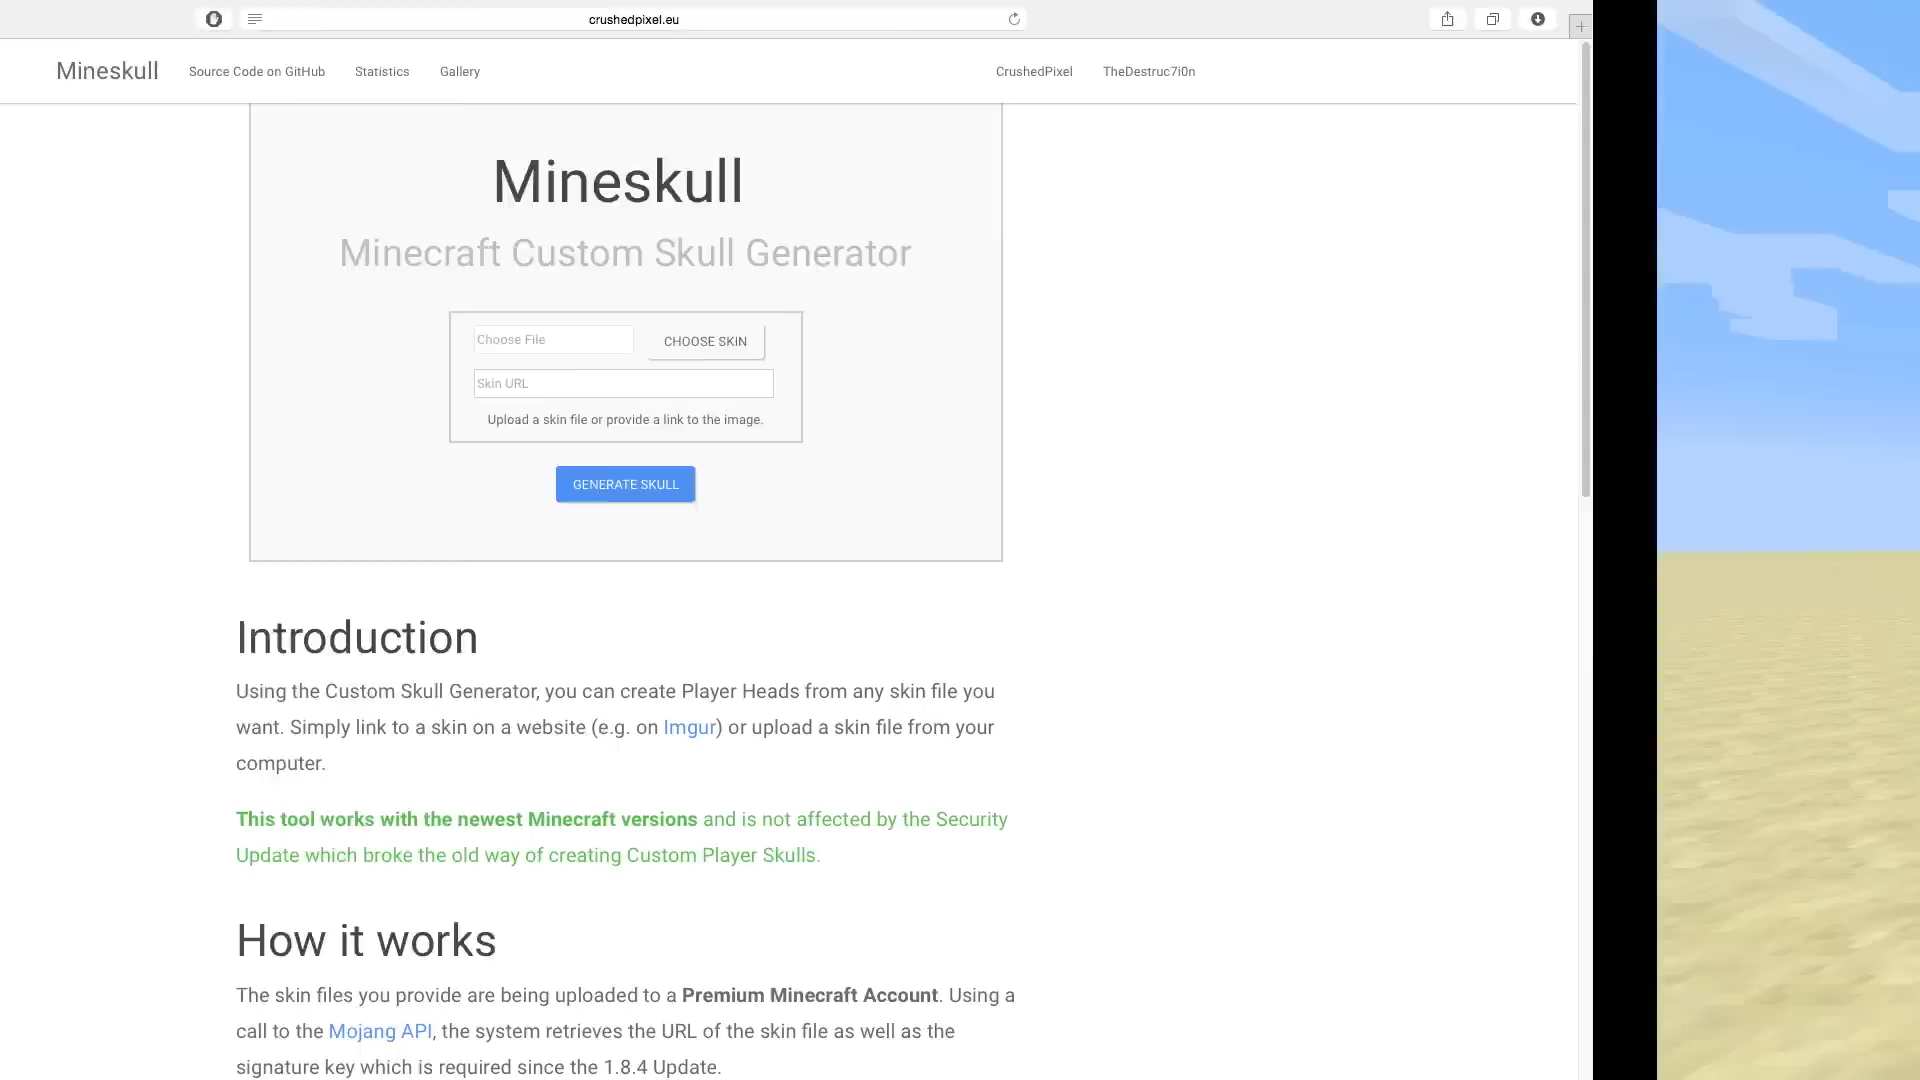 crushedpixel.eu
Mineskull Source Code on GitHub Statistics Gallery CrushedPixel TheDestruc7i0n
Mineskull
Minecraft Custom Skull Generator
Choose File CHOOSE SKIN
Skin URL
Upload a skin file or provide a link to the image.
GENERATE SKULL
Introduction
Using the Custom Skull Generator, you can create Player Heads from any skin file you
want. Simply link to a skin on a website (e.g. on Imgur) or upload a skin file from your
computer.
This tool works with the newest Minecraft versions and is not affected by the Security
Update which broke the old way of creating Custom Player Skulls.
How it works
The skin files you provide are being uploaded to a Premium Minecraft Account. Using a
call to the Mojang API, the system retrieves the URL of the skin file as well as the
signature key which is required since the 1.8.4 Update.